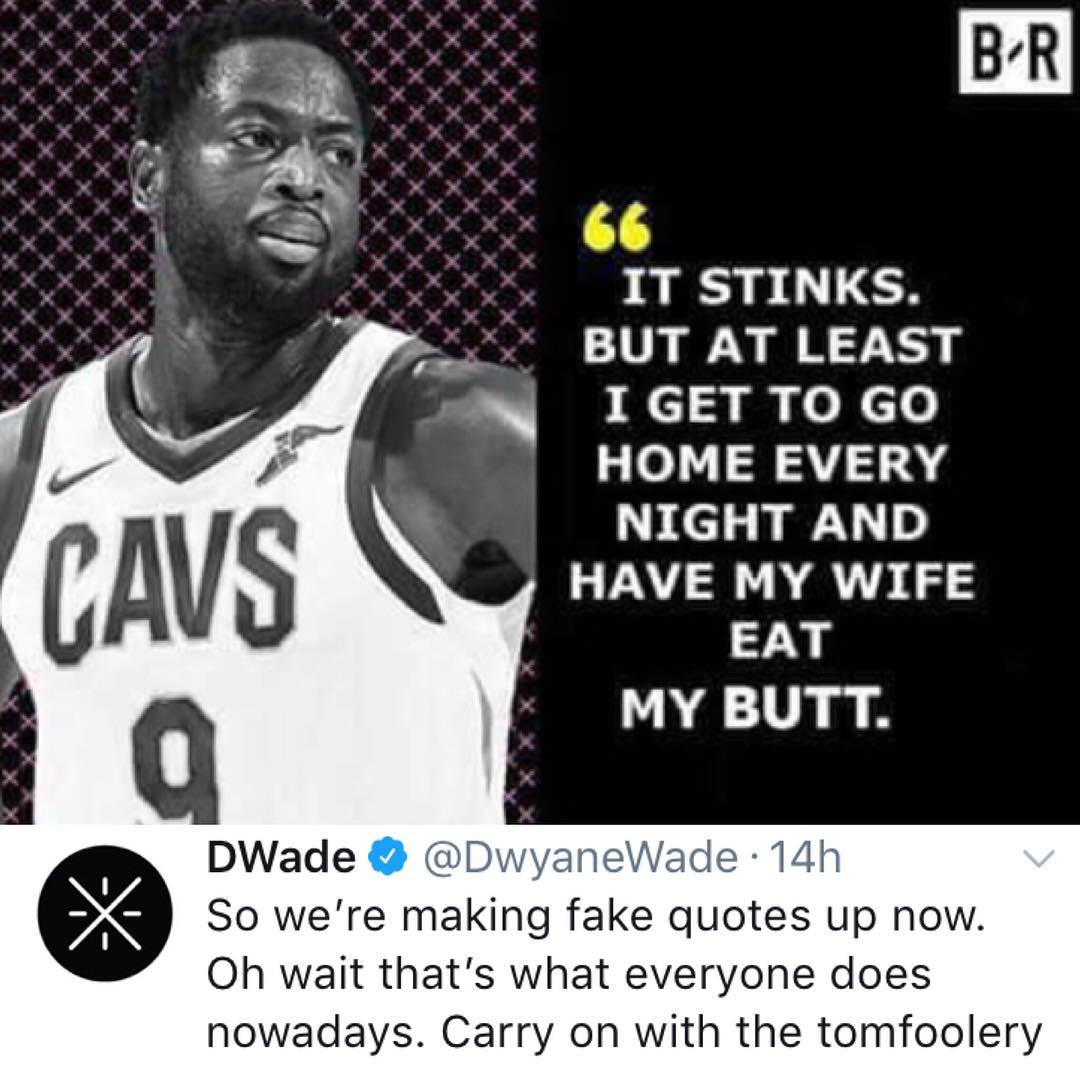 B/R
“
IT STINKS.
BUT AT LEAST
I GET TO GO
HOME EVERY
NIGHT AND
HAVE MY WIFE
EAT
MY BUTT.
CAVS
9
DWade @DwyaneWade · 14h
So we’re making fake quotes up now.
Oh wait that’s what everyone does
nowadays. Carry on with the tomfoolery